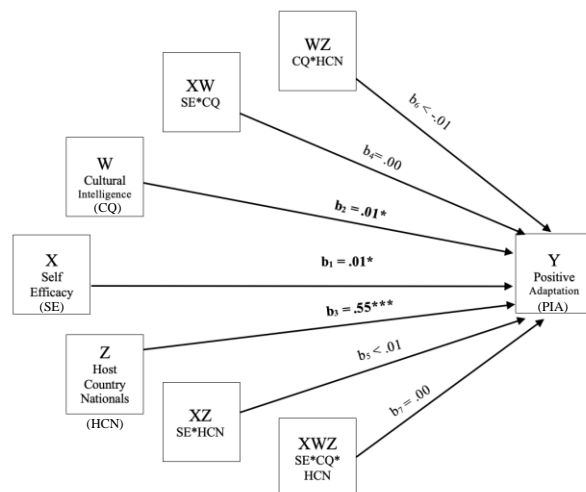 WZ
CQ*HCN
b₆ < -.01
XW
SE*CQ
b₄= .00
W
Cultural
Intelligence
(CQ)
b₂ = .01*
X
Self
Efficacy
(SE)
b₁ = .01*
Y
Positive
Adaptation
(PIA)
b₃ = .55***
Z
Host
Country
Nationals
(HCN)
b₅ < .01
XZ
SE*HCN
b₇ = .00
XWZ
SE*CQ*
HCN